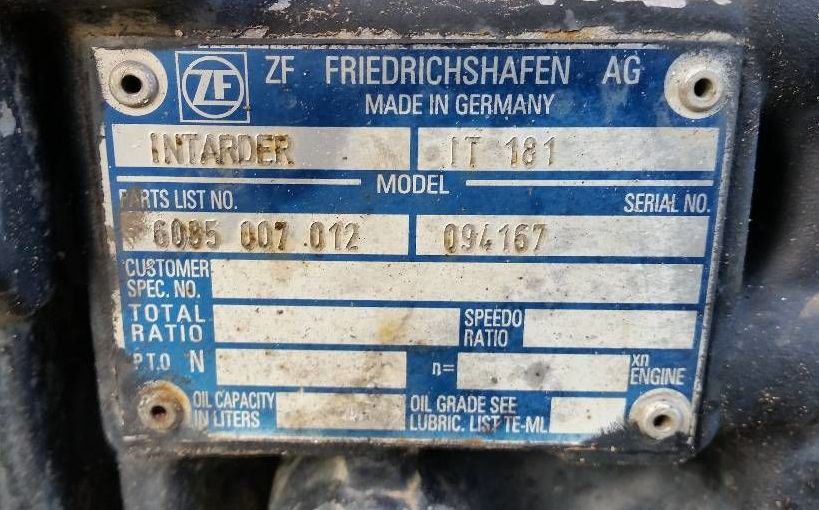 ZF ZF FRIEDRICHSHAFEN AG
MADE IN GERMANY
INTARDER IT 181
MODEL
PARTS LIST NO. SERIAL NO.
6085 007 012 094167
CUSTOMER
SPEC. NO.
TOTAL
RATIO
SPEEDO
RATIO
P.T.O N n= xn
ENGINE
OIL CAPACITY
IN LITERS
OIL GRADE SEE
LUBRIC. LIST TE-ML